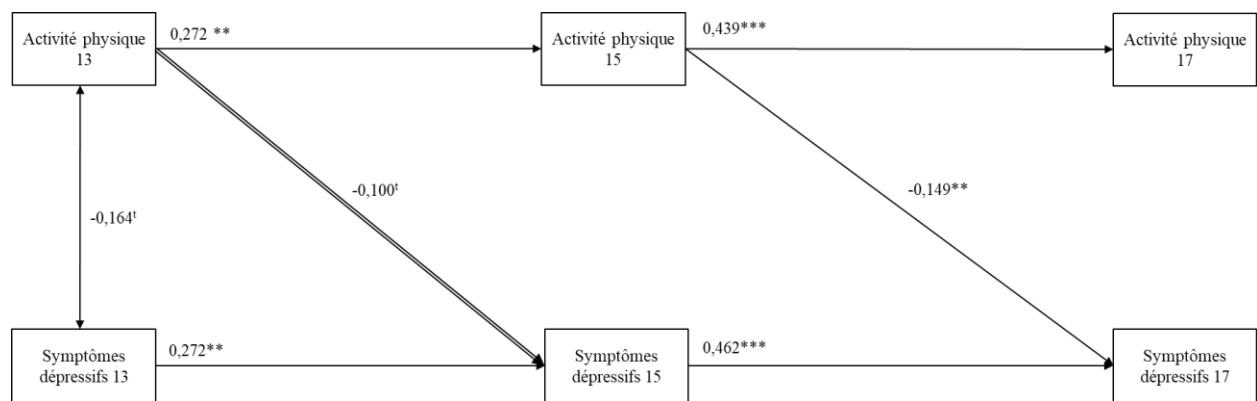 Activité physique
13
0,272 **
Activité physique
15
0,439***
Activité physique
17
-0,164ᵗ
-0,100ᵗ
-0,149**
Symptômes
dépressifs 13
0,272**
Symptômes
dépressifs 15
0,462***
Symptômes
dépressifs 17